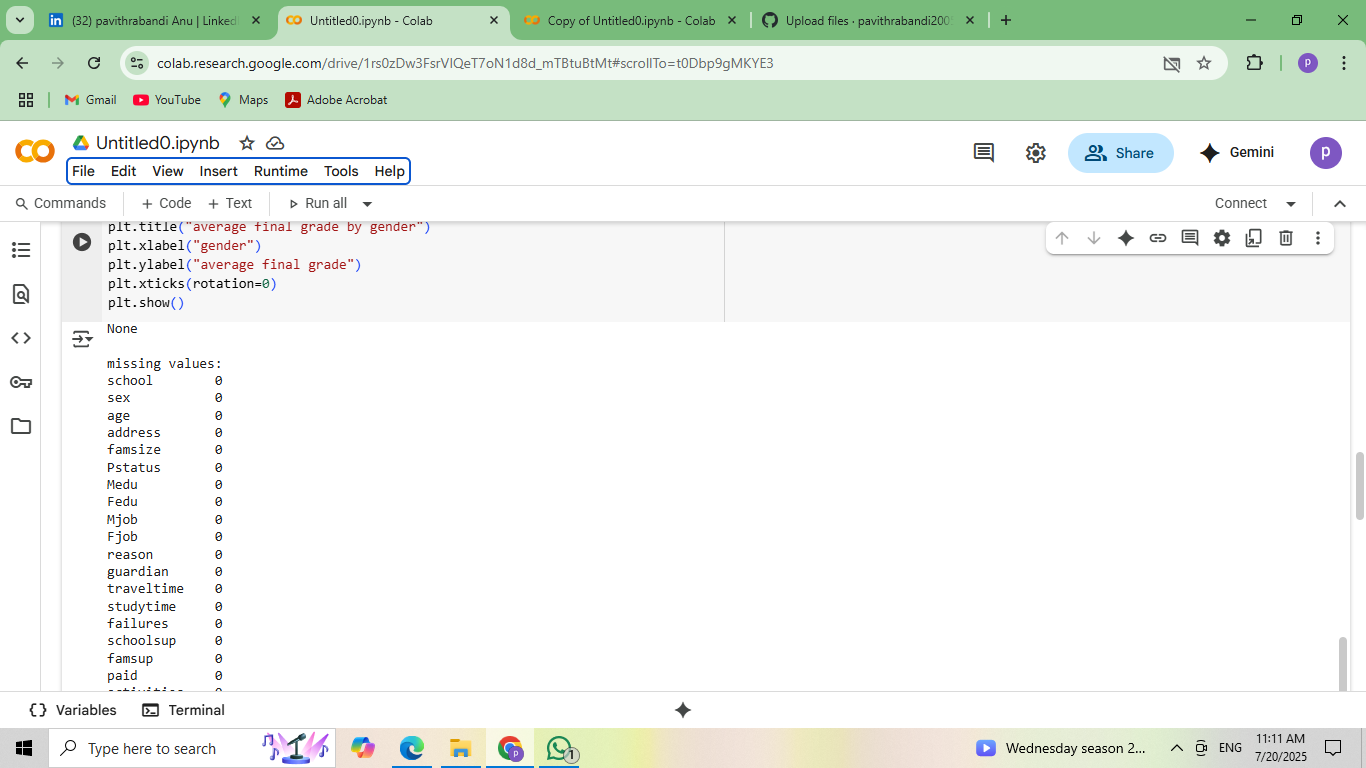 (32) pavithrabandi Anu | Linked
Untitled0.ipynb - Colab
Copy of Untitled0.ipynb - Colab
Upload files · pavithrabandi200
colab.research.google.com/drive/1rs0zDw3FsrVIQeT7oN1d8d_mTBtuBtMt#scrollTo=t0Dbp9gMKYE3
p
Gmail
YouTube
Maps
Adobe Acrobat
Untitled0.ipynb
File Edit View Insert Runtime Tools Help
Share
Gemini
p
Commands
+ Code + Text
Run all
Connect
plt.title("average final grade by gender")
plt.xlabel("gender")
plt.ylabel("average final grade")
plt.xticks(rotation=0)
plt.show()
None
missing values:
school 0
sex 0
age 0
address 0
famsize 0
Pstatus 0
Medu 0
Fedu 0
Mjob 0
Fjob 0
reason 0
guardian 0
traveltime 0
studytime 0
failures 0
schoolsup 0
famsup 0
paid 0
activities 0
Variables
Terminal
Type here to search
1
Wednesday season 2...
ENG
11:11 AM
7/20/2025